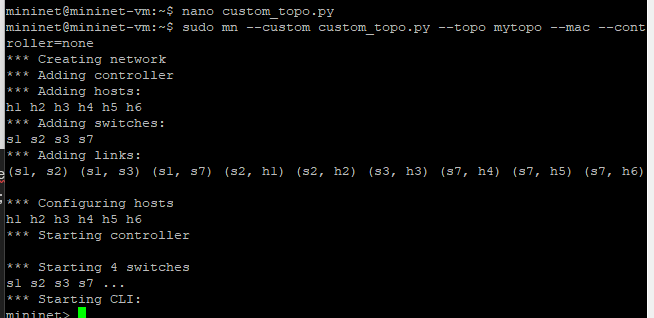 mininet@mininet-vm:~$ nano custom_topo.py
mininet@mininet-vm:~$ sudo mn --custom custom_topo.py --topo mytopo --mac --cont
roller=none
*** Creating network
*** Adding controller
*** Adding hosts:
h1 h2 h3 h4 h5 h6
*** Adding switches:
s1 s2 s3 s7
*** Adding links:
(s1, s2) (s1, s3) (s1, s7) (s2, h1) (s2, h2) (s3, h3) (s7, h4) (s7, h5) (s7, h6)
*** Configuring hosts
h1 h2 h3 h4 h5 h6
*** Starting controller
*** Starting 4 switches
s1 s2 s3 s7 ...
*** Starting CLI:
mininet>